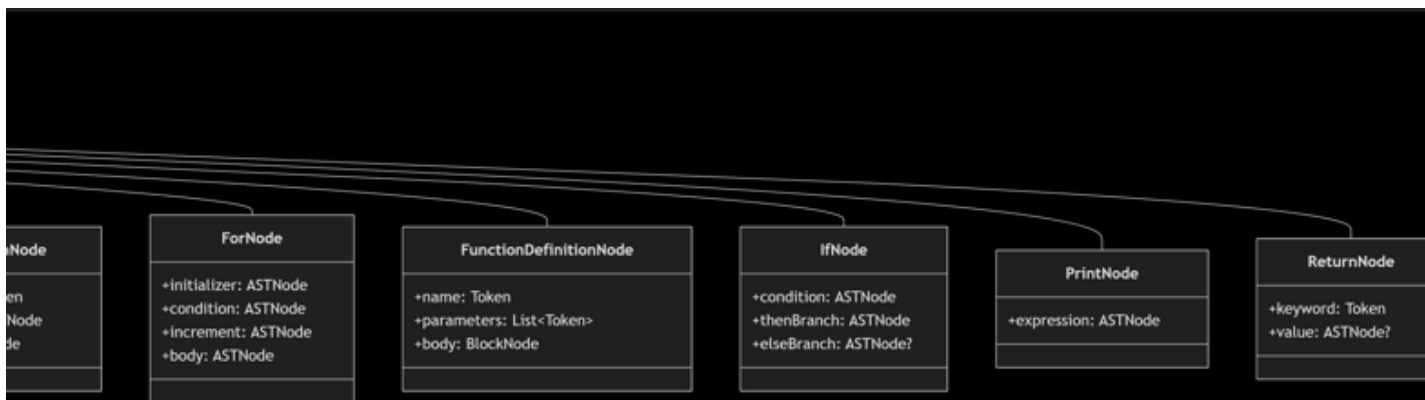 ForNode
+initializer: ASTNode
+condition: ASTNode
+increment: ASTNode
+body: ASTNode
FunctionDefinitionNode
+name: Token
+parameters: List<Token>
+body: BlockNode
IfNode
+condition: ASTNode
+thenBranch: ASTNode
+elseBranch: ASTNode?
PrintNode
+expression: ASTNode
ReturnNode
+keyword: Token
+value: ASTNode?